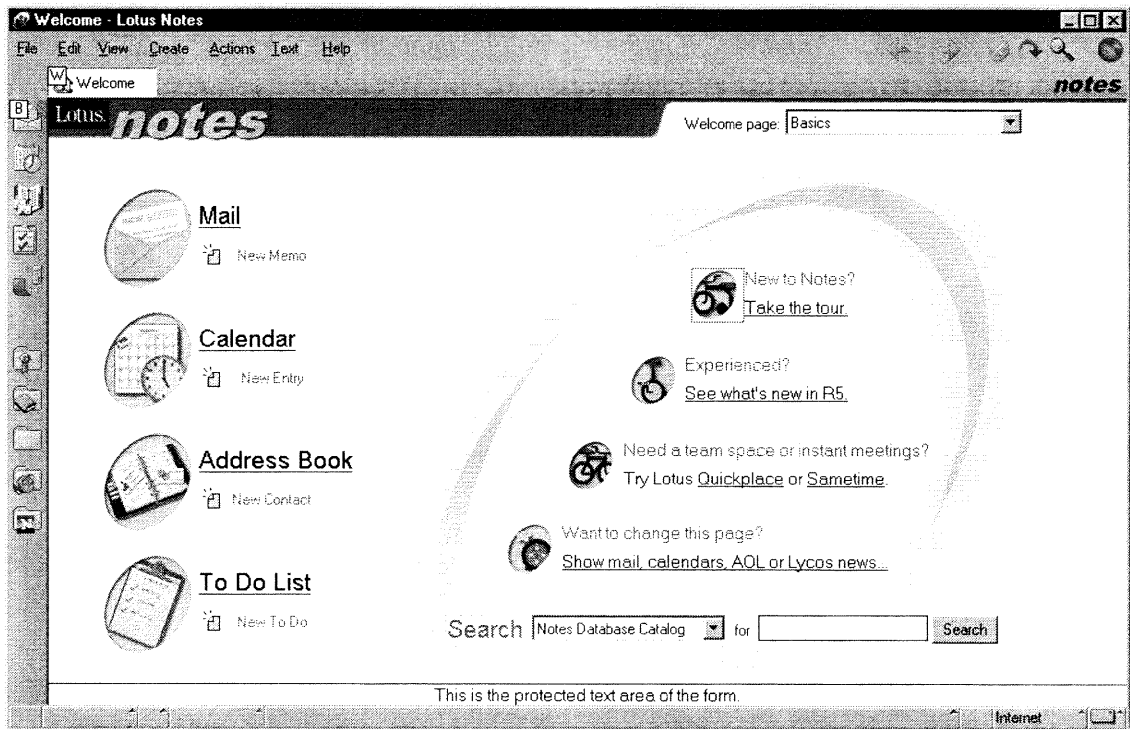 Welcome - Lotus Notes
File Edit View Create Actions Text Help
W Welcome
notes
B
Lotus. notes
Welcome page: Basics
Mail
New Memo
New to Notes?
Take the tour.
Calendar
New Entry
Experienced?
See what's new in R5.
Address Book
New Contact
Need a team space or instant meetings?
Try Lotus Quickplace or Sametime.
Want to change this page?
Show mail, calendars, AOL or Lycos news...
To Do List
New To Do
Search Notes Database Catalog for Search
This is the protected text area of the form.
Internet